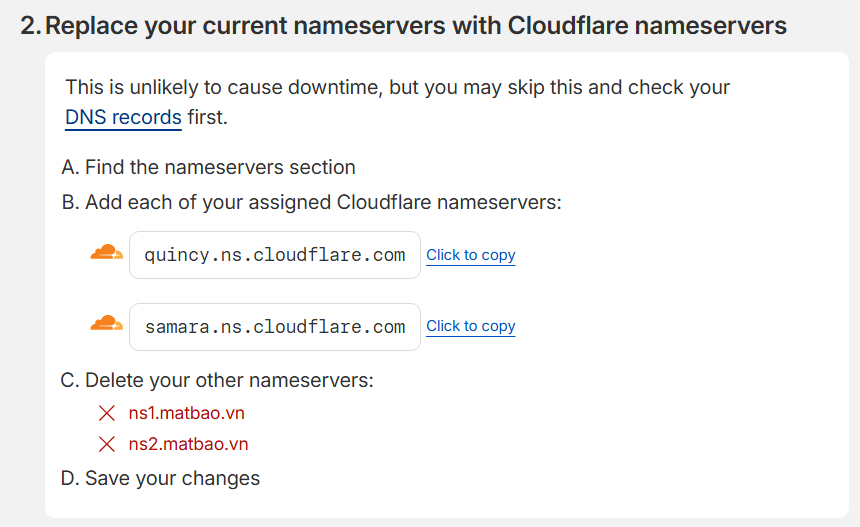 2. Replace your current nameservers with Cloudflare nameservers
This is unlikely to cause downtime, but you may skip this and check your
DNS records first.
A. Find the nameservers section
B. Add each of your assigned Cloudflare nameservers:
quincy.ns.cloudflare.com Click to copy
samara.ns.cloudflare.com Click to copy
C. Delete your other nameservers:
ns1.matbao.vn
ns2.matbao.vn
D. Save your changes